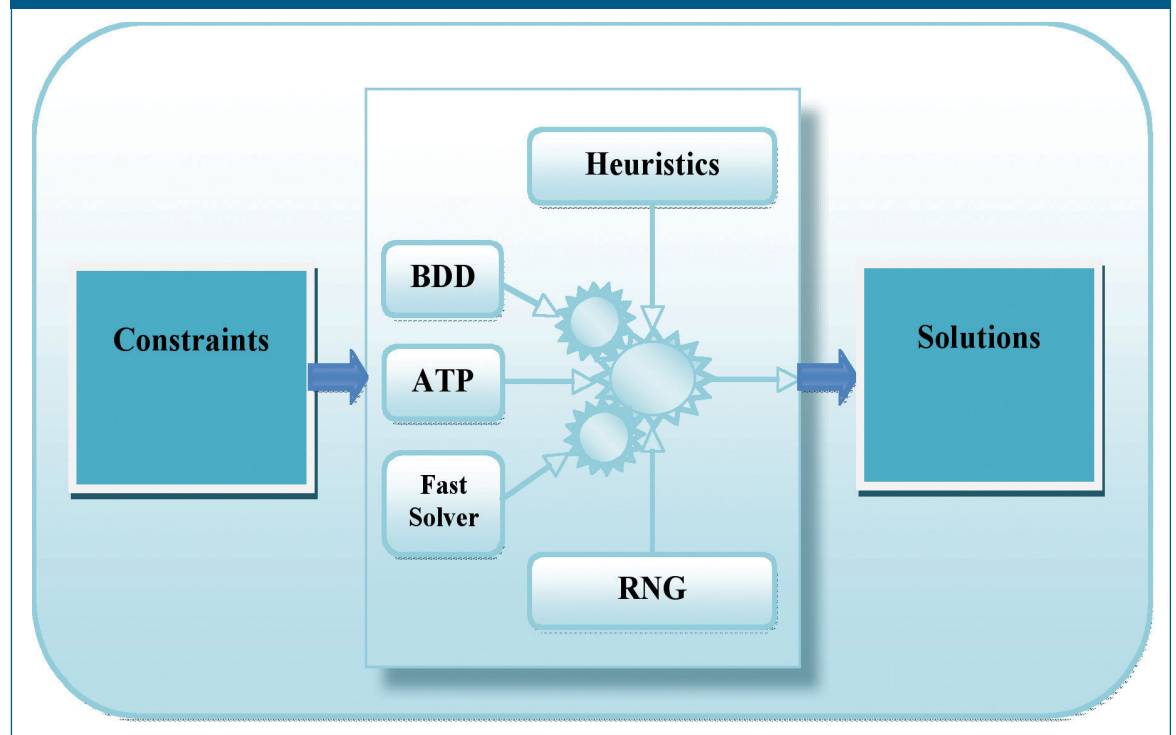 Heuristics
BDD
Constraints
ATP
Solutions
Fast
Solver
RNG